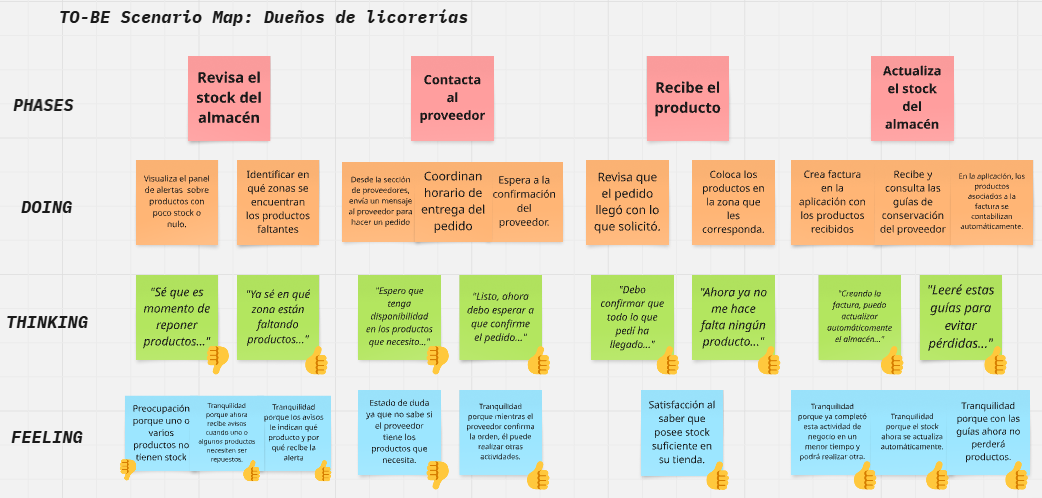 TO-BE Scenario Map: Dueños de licorerías
PHASES
Revisa el
stock del
almacén
Contacta
al
proveedor
Recibe el
producto
Actualiza
el stock
del
almacén
DOING
Visualiza el panel
de alertas sobre
productos con
poco stock o
nulo.
Identificar en
qué zonas se
encuentran
los productos
faltantes
Desde la sección
de proveedores,
envía un mensaje
al proveedor para
hacer un pedido
Coordinan
horario de
entrega del
pedido
Espera a la
confirmación
del
proveedor.
Revisa que
el pedido
llegó con lo
que solicitó.
Coloca los
productos en
la zona que
les
corresponda.
Crea factura
en la
aplicación con
los productos
recibidos
Recibe y
consulta las
guías de
conservación
del proveedor
En la aplicación, los
productos
asociados a la
factura se
contabilizan
automáticamente.
THINKING
"Sé que es
momento de
reponer
productos..."
"Ya sé en qué
zona están
faltando
productos..."
"Espero que
tenga
disponibilidad
en los productos
que necesito..."
"Listo, ahora
debo esperar a
que confirme
el pedido..."
"Debo
confirmar que
todo lo que
pedí ha
llegado..."
"Ahora ya no
me hace
falta ningún
producto..."
"Creando la
factura, puedo
actualizar
automáticamente
el almacén..."
"Leeré estas
guías para
evitar
pérdidas..."
FEELING
Preocupación
porque uno o
varios
productos no
tienen stock
Tranquilidad
porque ahora
recibe avisos
cuando uno o
algunos productos
necesiten ser
repuestos.
Tranquilidad
porque los avisos
le indican qué
producto y por
qué recibe la
alerta
Estado de duda
ya que no sabe si
el proveedor
tiene los
productos que
necesita.
Tranquilidad
porque mientras el
proveedor confirma
la orden, él puede
realizar otras
actividades.
Satisfacción al
saber que
posee stock
suficiente en
su tienda.
Tranquilidad
porque ya completó
esta actividad de
negocio en un
menor tiempo y
podrá realizar otra.
Tranquilidad
porque el stock
ahora se actualiza
automáticamente.
Tranquilidad
porque con las
guías ahora no
perderá
productos.